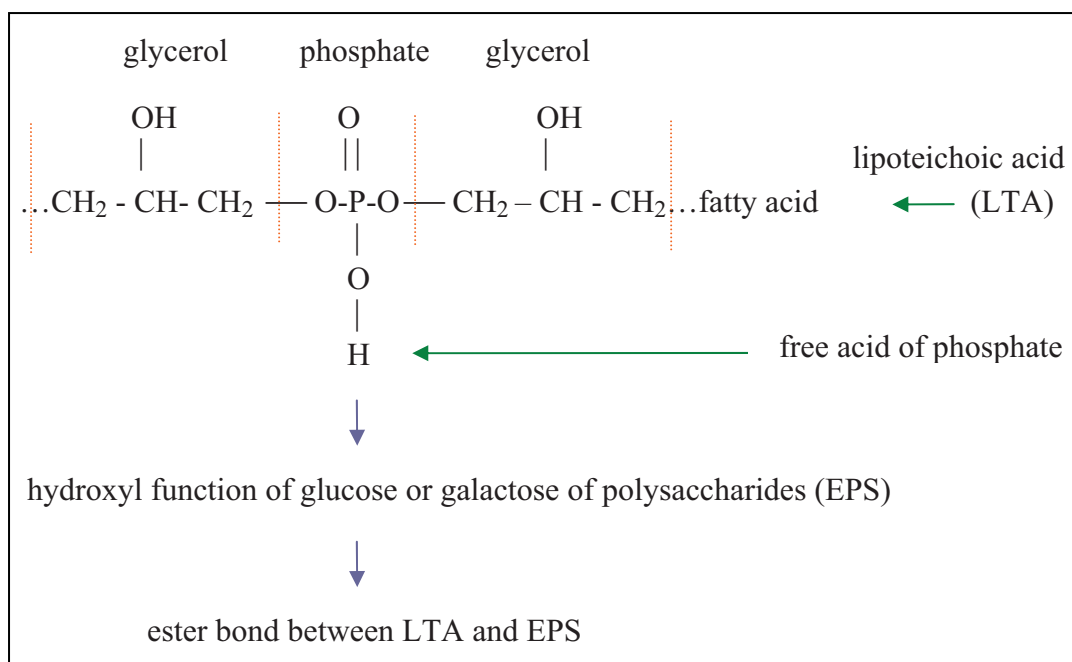 glycerol phosphate glycerol
OH O OH
| || |
…CH₂ - CH- CH₂ — O-P-O — CH₂ – CH - CH₂…fatty acid
lipoteichoic acid
(LTA)
|
O
|
H
free acid of phosphate
hydroxyl function of glucose or galactose of polysaccharides (EPS)
ester bond between LTA and EPS